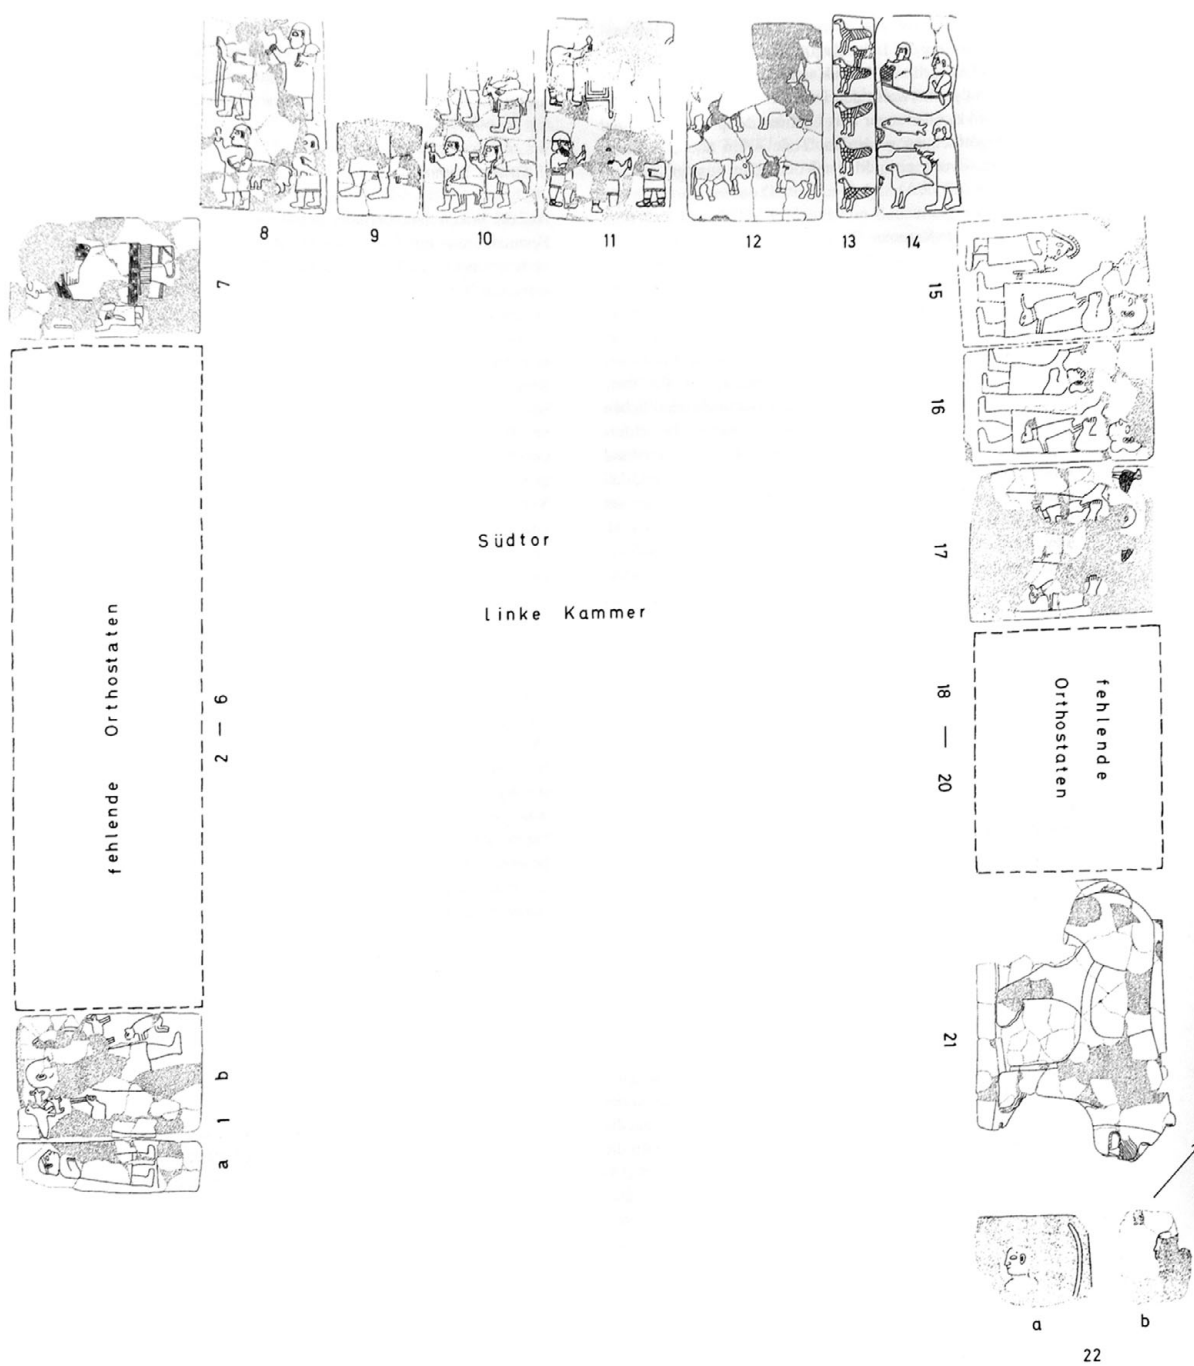 8
9
10
11
12
13
14
7
15
16
17
Südtor
linke Kammer
fehlende Orthostaten
2 — 6
18 — 20
fehlende
Orthostaten
21
a 1 b
a
b
22